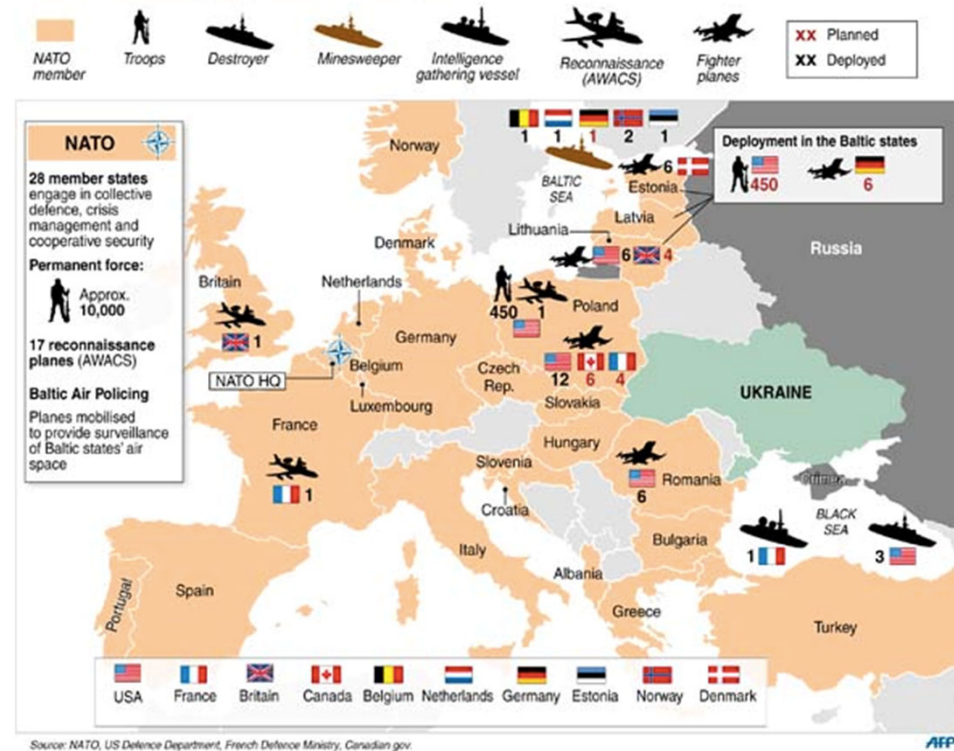 NATO
member
Troops
Destroyer
Minesweeper
Intelligence
gathering vessel
Reconnaissance
(AWACS)
Fighter
planes
XX Planned
XX Deployed
NATO
28 member states
engage in collective
defence, crisis
management and
cooperative security
Permanent force:
Approx.
10,000
17 reconnaissance
planes (AWACS)
Baltic Air Policing
Planes mobilised
to provide surveillance
of Baltic states' air
space
Norway
1 1 1 2 1
Deployment in the Baltic states
450 6
BALTIC
SEA
6
Estonia
Latvia
Lithuania
6 4
Russia
Denmark
Britain
1
Netherlands
450 1
Poland
Germany
12 6 4
Belgium
NATO HQ
Luxembourg
Czech
Rep.
Slovakia
UKRAINE
France
1
Hungary
Slovenia
Croatia
Romania
6
Crimea
BLACK
SEA
1
3
Bulgaria
Italy
Albania
Greece
Turkey
Portugal
Spain
USA France Britain Canada Belgium Netherlands Germany Estonia Norway Denmark
Source: NATO, US Defence Department, French Defence Ministry, Canadian gov.
AFP